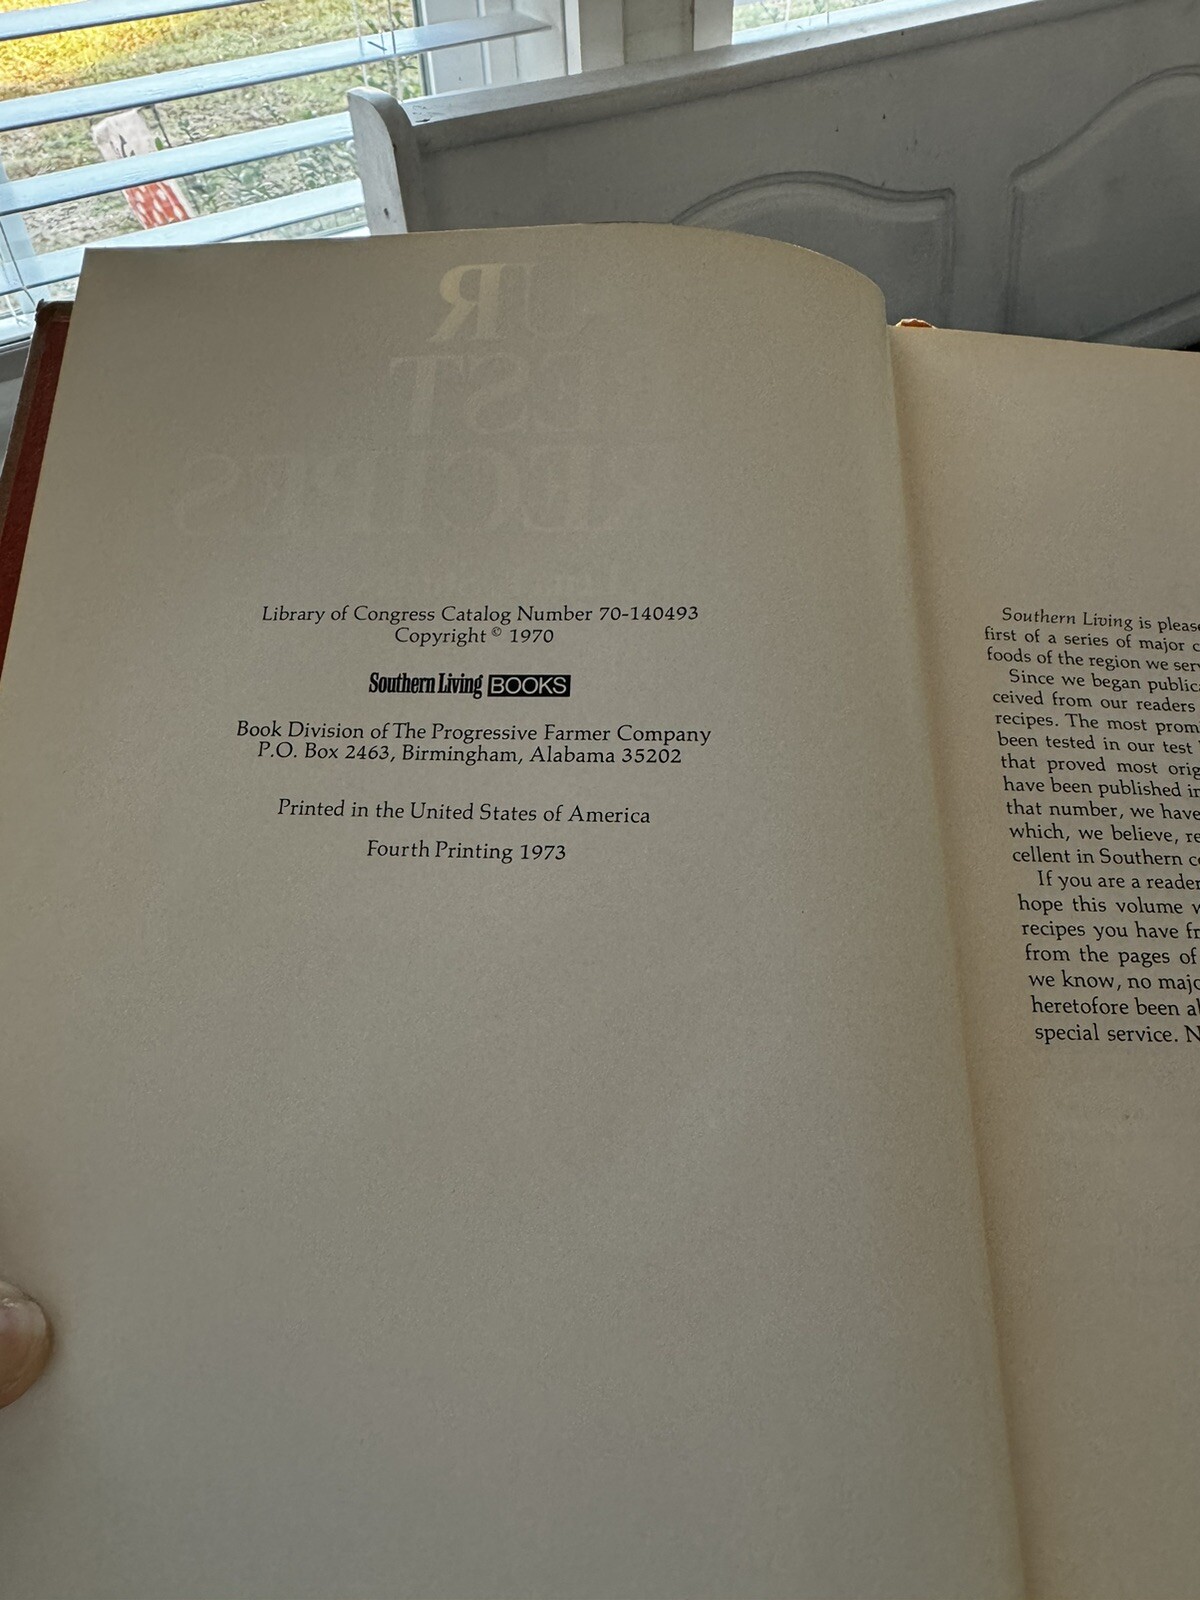 Library of Congress Catalog Number 70-140493
Copyright © 1970
Southern Living BOOKS
Book Division of The Progressive Farmer Company
P.O. Box 2463, Birmingham, Alabama 35202
Printed in the United States of America
Fourth Printing 1973
Southern Living is
first of a series of major
foods of the region we
Since we began
ceived from our readers
recipes. The most
been tested in our test
that proved most
have been published
that number, we have
which, we believe,
cellent in Southern
If you are a reader
hope this volume
recipes you have
from the pages of
we know, no
heretofore been
special service.